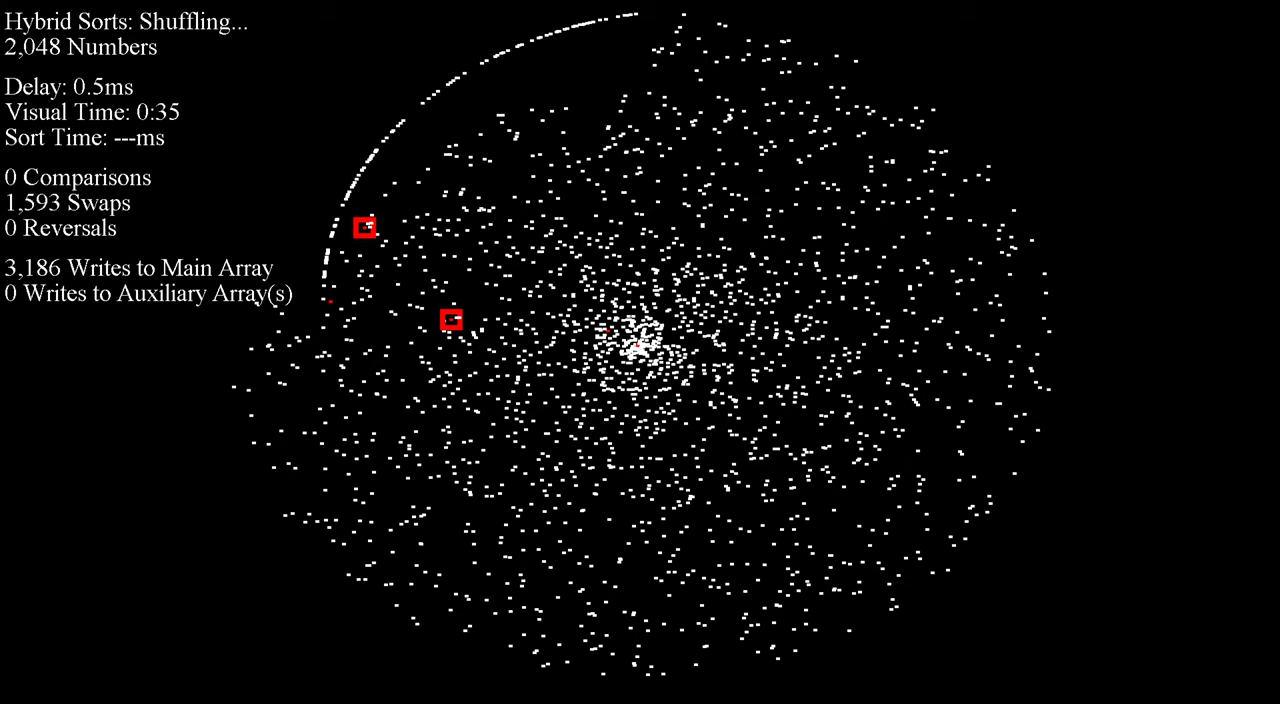 Hybrid Sorts: Shuffling...
2,048 Numbers
Delay: 0.5ms
Visual Time: 0:35
Sort Time: ---ms
0 Comparisons
1,593 Swaps
0 Reversals
3,186 Writes to Main Array
0 Writes to Auxiliary Array(s)